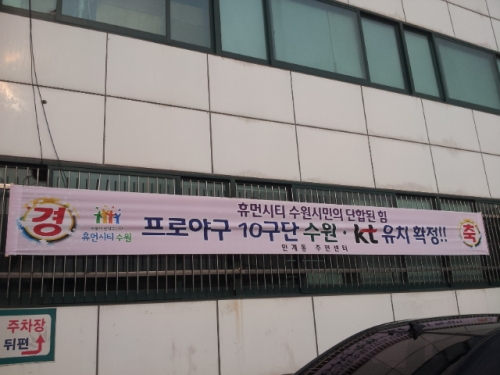 경
휴먼시티 수원
휴먼시티 수원시민의 단합된 힘
프로야구 10구단 수원·kt 유치 확정!!
인계동 주민센터
축
주차장
뒤편